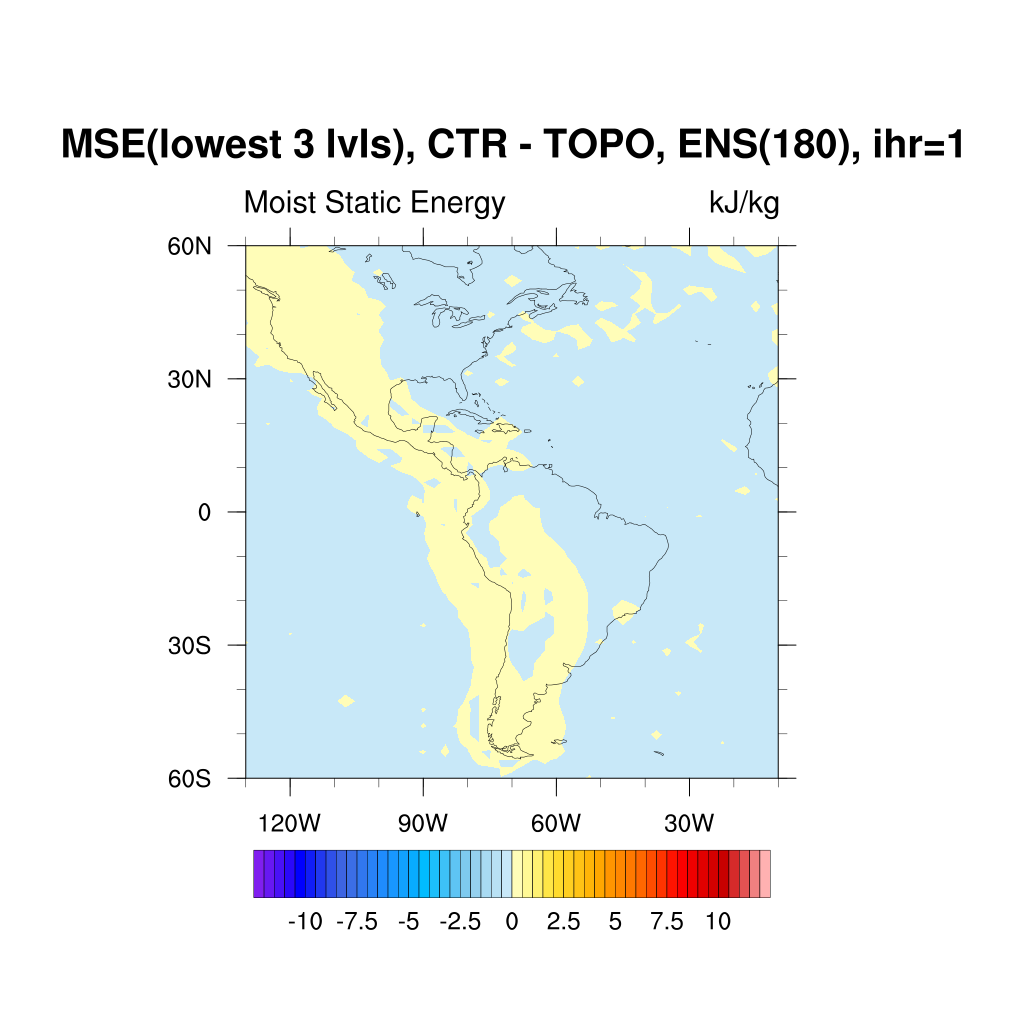 MSE(lowest 3 lvls), CTR - TOPO, ENS(180), ihr=1
Moist Static Energy kJ/kg
60N
30N
0
30S
60S
120W 90W 60W 30W
-10 -7.5 -5 -2.5 0 2.5 5 7.5 10